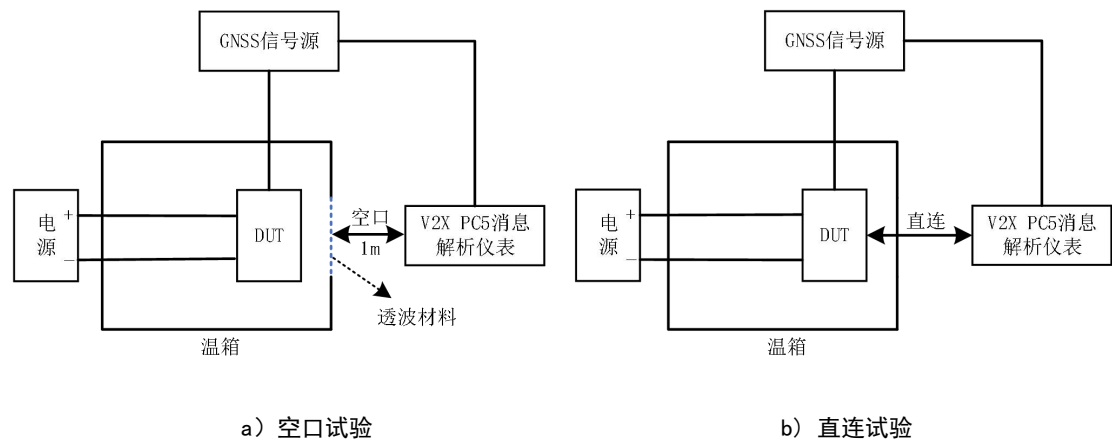 GNSS信号源
电
源
+
—
DUT
空口
1m
V2X PC5消息
解析仪表
透波材料
温箱
a）空口试验
GNSS信号源
电
源
+
—
DUT
直连
V2X PC5消息
解析仪表
温箱
b）直连试验